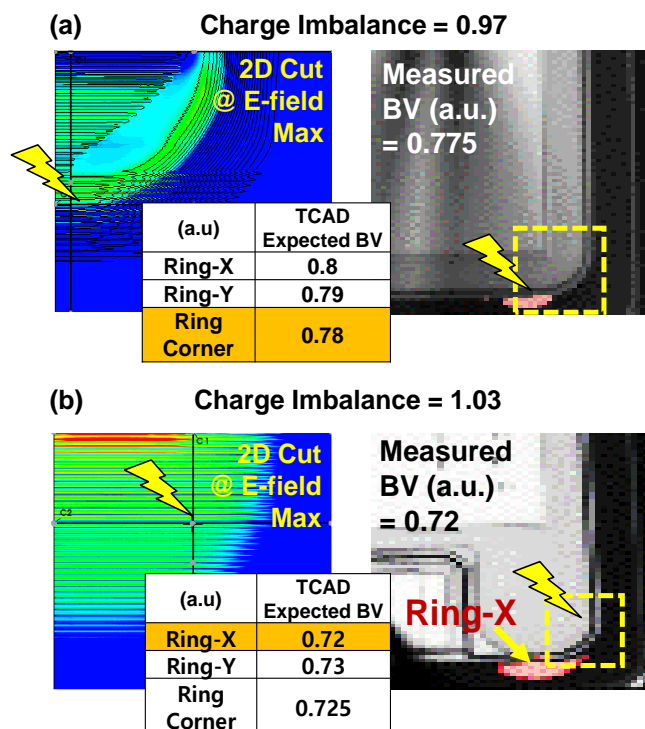 (a)
Charge Imbalance = 0.97
2D Cut
@ E-field
Max
Measured
BV (a.u.)
= 0.775
(a.u) TCAD Expected BV
Ring-X 0.8
Ring-Y 0.79
Ring Corner 0.78
(b)
Charge Imbalance = 1.03
C1
2D Cut
@ E-field
Max
C2
Measured
BV (a.u.)
= 0.72
(a.u) TCAD Expected BV
Ring-X 0.72
Ring-Y 0.73
Ring Corner 0.725
Ring-X